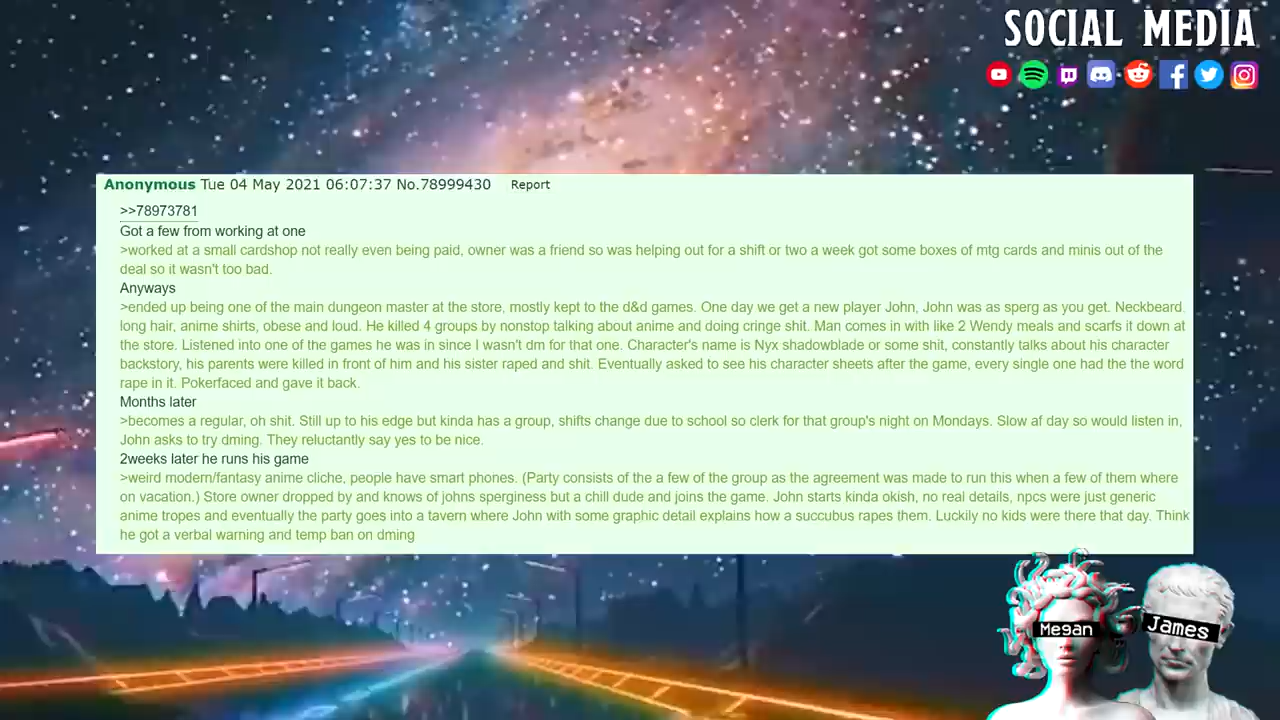 SOCIAL MEDIA
Anonymous Tue 04 May 2021 06:07:37 No.78999430 Report
>>78973781
Got a few from working at one
>worked at a small cardshop not really even being paid, owner was a friend so was helping out for a shift or two a week got some boxes of mtg cards and minis out of the
deal so it wasn't too bad.
Anyways
>ended up being one of the main dungeon master at the store, mostly kept to the d&d games. One day we get a new player John, John was as sperg as you get. Neckbeard.
long hair, anime shirts, obese and loud. He killed 4 groups by nonstop talking about anime and doing cringe shit. Man comes in with like 2 Wendy meals and scarfs it down at
the store. Listened into one of the games he was in since I wasn't dm for that one. Character's name is Nyx shadowblade or some shit, constantly talks about his character
backstory, his parents were killed in front of him and his sister raped and shit. Eventually asked to see his character sheets after the game, every single one had the the word
rape in it. Pokerfaced and gave it back.
Months later
>becomes a regular, oh shit. Still up to his edge but kinda has a group, shifts change due to school so clerk for that group's night on Mondays. Slow af day so would listen in,
John asks to try dming. They reluctantly say yes to be nice.
2weeks later he runs his game
>weird modern/fantasy anime cliche, people have smart phones. (Party consists of the a few of the group as the agreement was made to run this when a few of them where
on vacation.) Store owner dropped by and knows of johns sperginess but a chill dude and joins the game. John starts kinda okish, no real details, npcs were just generic
anime tropes and eventually the party goes into a tavern where John with some graphic detail explains how a succubus rapes them. Luckily no kids were there that day. Think
he got a verbal warning and temp ban on dming
Megan
James